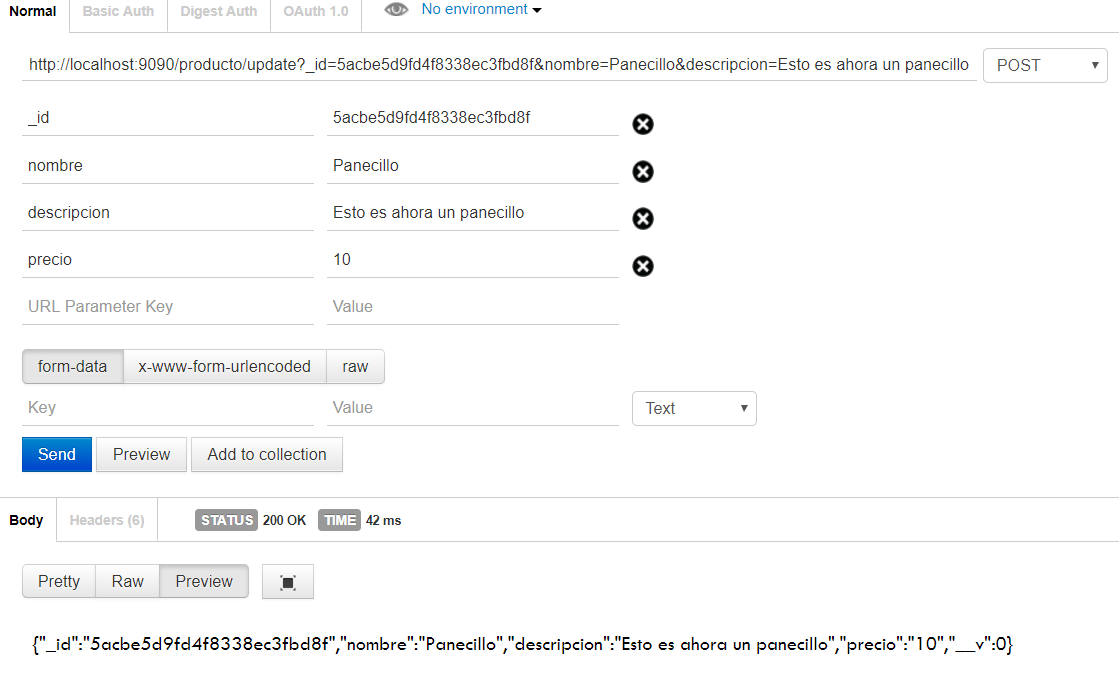 Normal Basic Auth Digest Auth OAuth 1.0 No environment
http://localhost:9090/producto/update?_id=5acbe5d9fd4f8338ec3fbd8f&nombre=Panecillo&descripcion=Esto es ahora un panecillo POST
_id 5acbe5d9fd4f8338ec3fbd8f
nombre Panecillo
descripcion Esto es ahora un panecillo
precio 10
URL Parameter Key Value
form-data x-www-form-urlencoded raw
Key Value Text
Send Preview Add to collection
Body Headers (6) STATUS 200 OK TIME 42 ms
Pretty Raw Preview
{"_id":"5acbe5d9fd4f8338ec3fbd8f","nombre":"Panecillo","descripcion":"Esto es ahora un panecillo","precio":"10","__v":0}